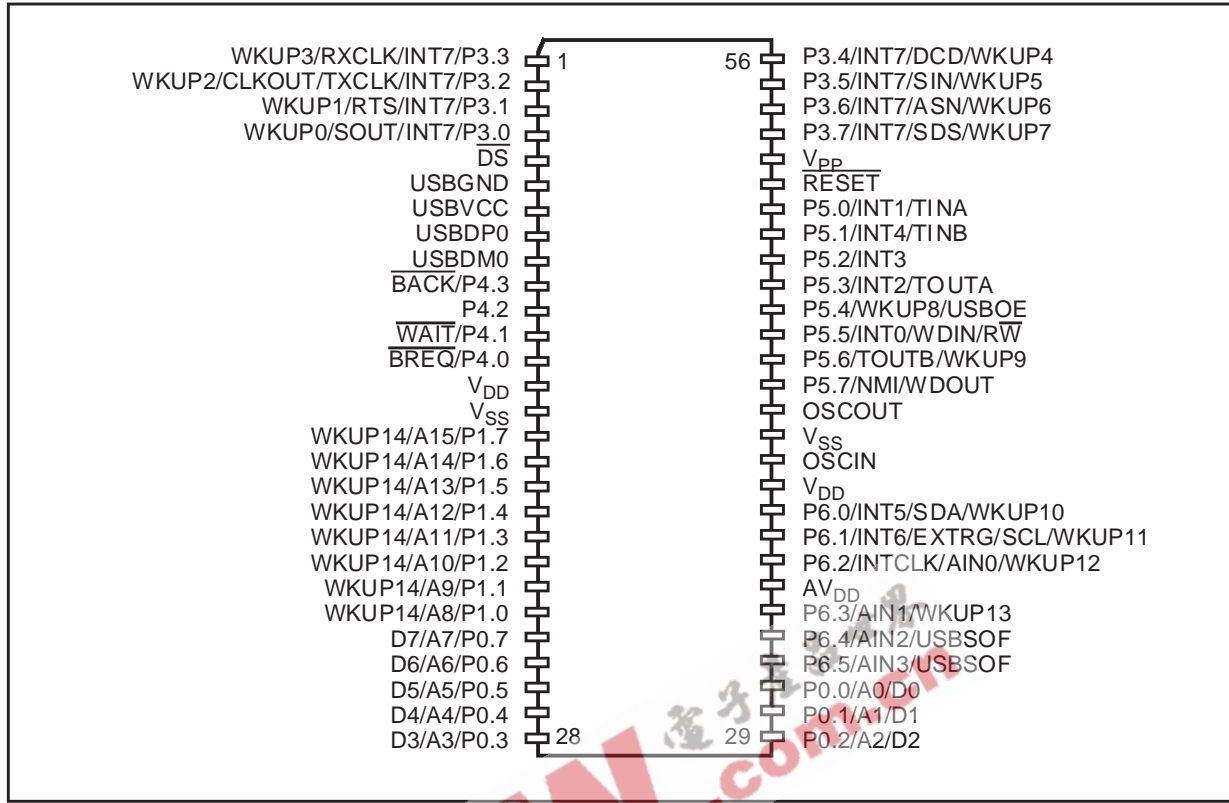 WKUP3/RXCLK/INT7/P3.3
WKUP2/CLKOUT/TXCLK/INT7/P3.2
WKUP1/RTS/INT7/P3.1
WKUP0/SOUT/INT7/P3.0
DS
USBGND
USBVCC
USBDP0
USBDM0
BACK/P4.3
P4.2
WAIT/P4.1
BREQ/P4.0
VDD
VSS
WKUP14/A15/P1.7
WKUP14/A14/P1.6
WKUP14/A13/P1.5
WKUP14/A12/P1.4
WKUP14/A11/P1.3
WKUP14/A10/P1.2
WKUP14/A9/P1.1
WKUP14/A8/P1.0
D7/A7/P0.7
D6/A6/P0.6
D5/A5/P0.5
D4/A4/P0.4
D3/A3/P0.3
1
28
56
29
P3.4/INT7/DCD/WKUP4
P3.5/INT7/SIN/WKUP5
P3.6/INT7/ASN/WKUP6
P3.7/INT7/SDS/WKUP7
VPP
RESET
P5.0/INT1/TINA
P5.1/INT4/TINB
P5.2/INT3
P5.3/INT2/TOUTA
P5.4/WKUP8/USBOE
P5.5/INT0/WDIN/RW
P5.6/TOUTB/WKUP9
P5.7/NMI/WDOUT
OSCOUT
VSS
OSCIN
VDD
P6.0/INT5/SDA/WKUP10
P6.1/INT6/EXTRG/SCL/WKUP11
P6.2/INTCLK/AIN0/WKUP12
AVDD
P6.3/AIN1/WKUP13
P6.4/AIN2/USBSOF
P6.5/AIN3/USBSOF
P0.0/A0/D0
P0.1/A1/D1
P0.2/A2/D2
電子產品世界
.com.cn